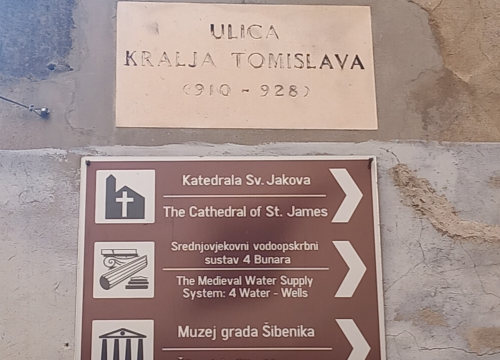 ULICA
KRALJA TOMISLAVA
(910 - 928)
Katedrala Sv. Jakova
The Cathedral of St. James
Srednjovjekovni vodoopskrbni
sustav 4 Bunara
The Medieval Water Supply
System: 4 Water - Wells
Muzej grada Šibenika